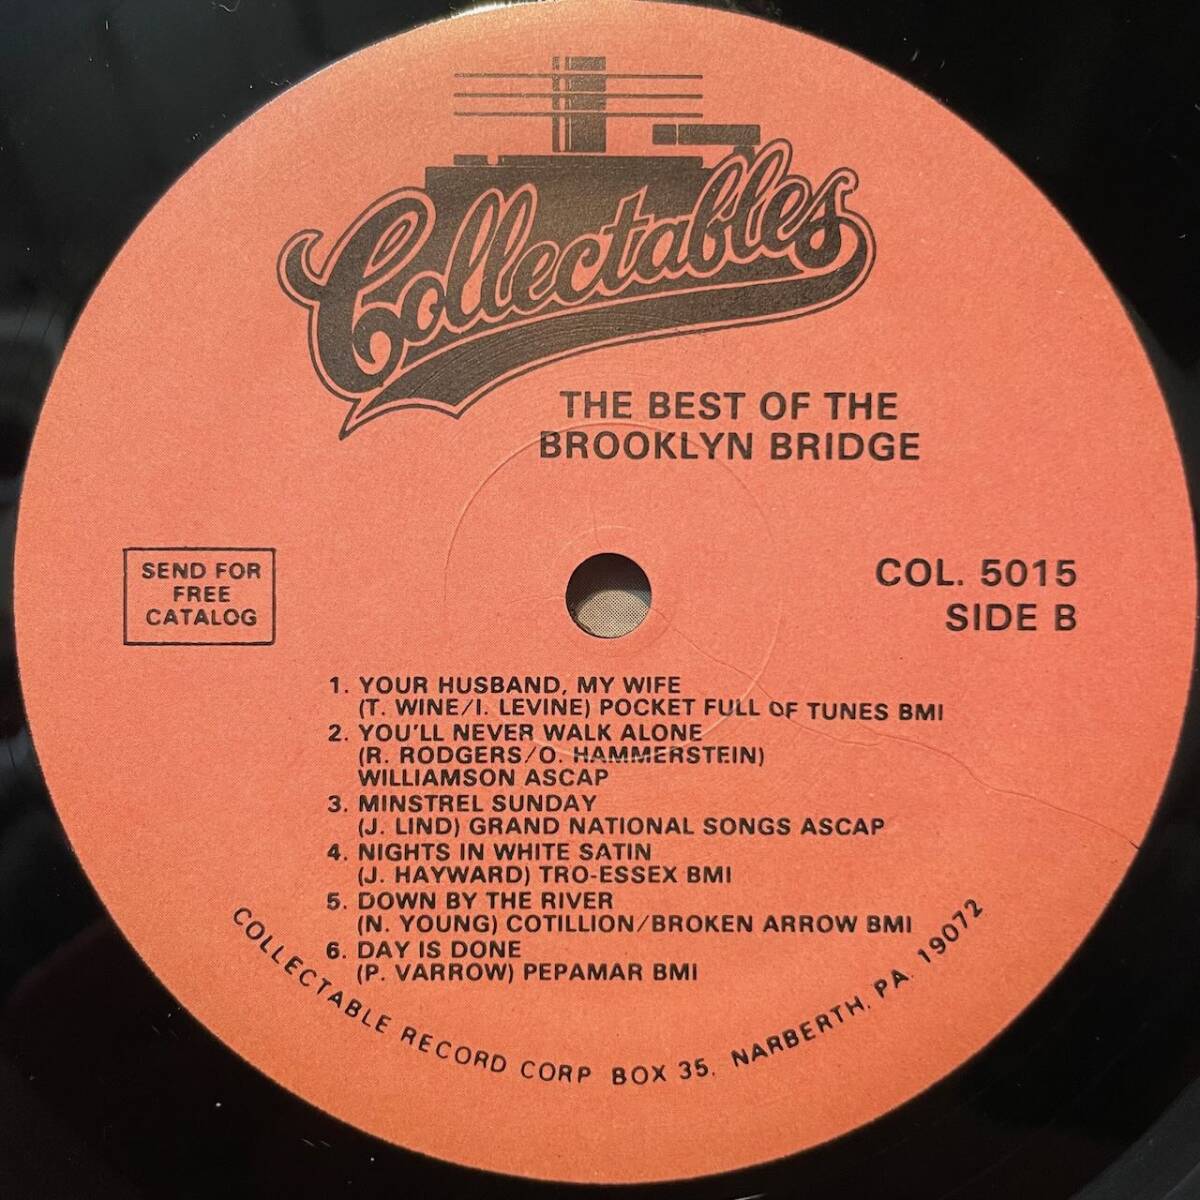 Collectables
THE BEST OF THE
BROOKLYN BRIDGE
SEND FOR
FREE
CATALOG
COL. 5015
SIDE B
1. YOUR HUSBAND, MY WIFE
(T. WINE/I. LEVINE) POCKET FULL OF TUNES BMI
2. YOU'LL NEVER WALK ALONE
(R. RODGERS/O. HAMMERSTEIN)
WILLIAMSON ASCAP
3. MINSTREL SUNDAY
(J. LIND) GRAND NATIONAL SONGS ASCAP
4. NIGHTS IN WHITE SATIN
(J. HAYWARD) TRO-ESSEX BMI
5. DOWN BY THE RIVER
(N. YOUNG) COTILLION/BROKEN ARROW BMI
6. DAY IS DONE
(P. VARROW) PEPAMAR BMI
COLLECTABLE RECORD CORP BOX 35, NARBERTH, PA. 19072